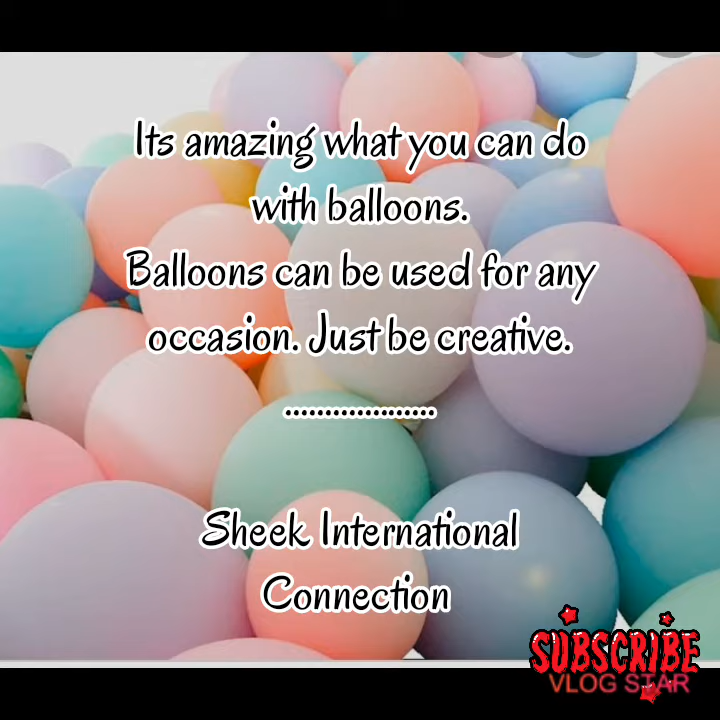 Its amazing what you can do
with balloons.
Balloons can be used for any
occasion. Just be creative.
...................
Sheek International
Connection
SUBSCRIBE
VLOG STAR